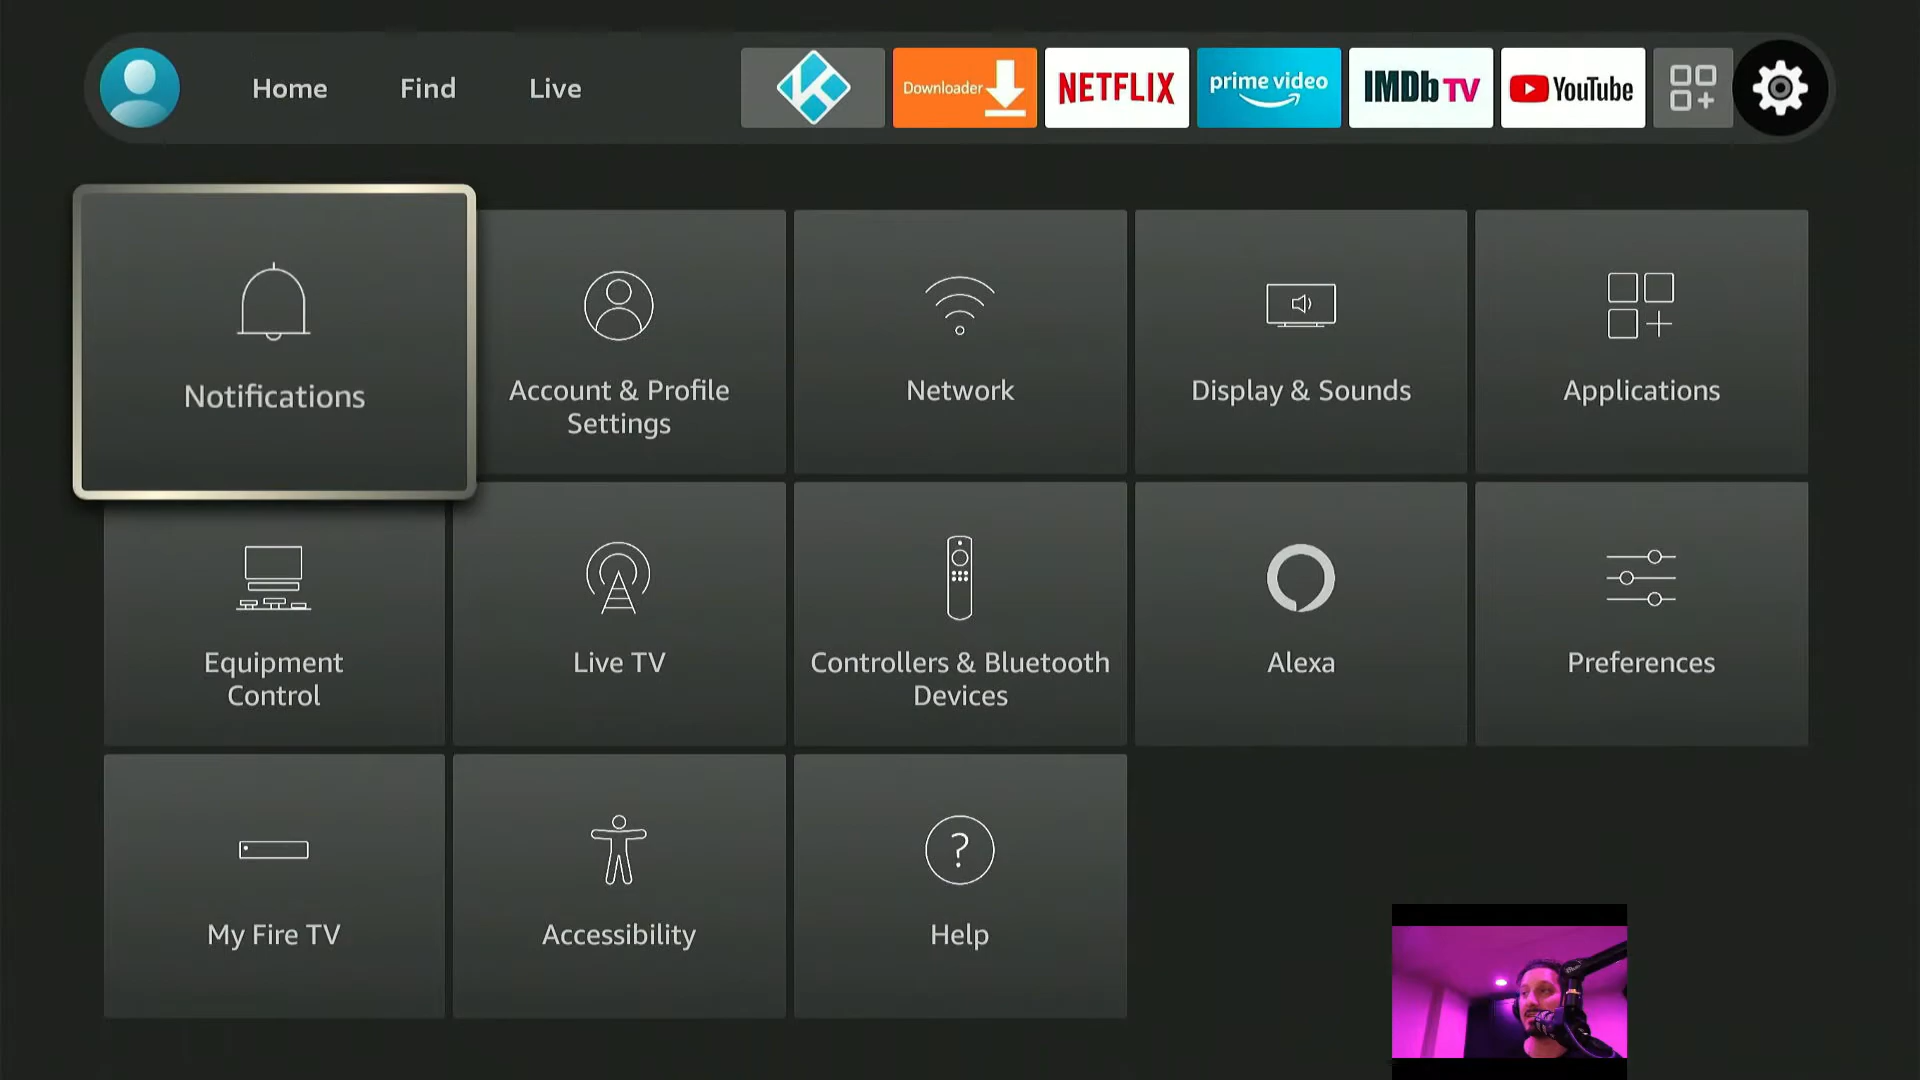 Home
Find
Live
Downloader
NETFLIX
prime video
IMDb TV
YouTube
Notifications
Account & Profile
Settings
Network
Display & Sounds
Applications
Equipment
Control
Live TV
Controllers & Bluetooth
Devices
Alexa
Preferences
My Fire TV
Accessibility
?
Help